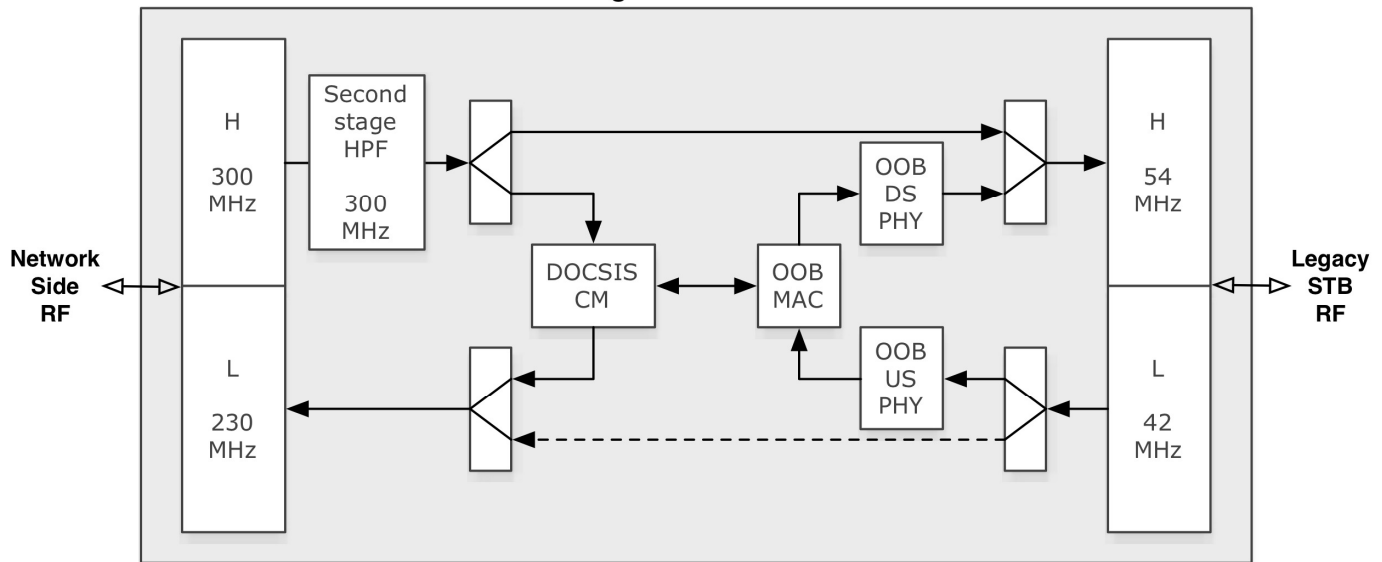 H
300
MHz
Second
stage
HPF
300
MHz
OOB
DS
PHY
H
54
MHz
Network
Side
RF
DOCSIS
CM
OOB
MAC
Legacy
STB
RF
L
230
MHz
OOB
US
PHY
L
42
MHz